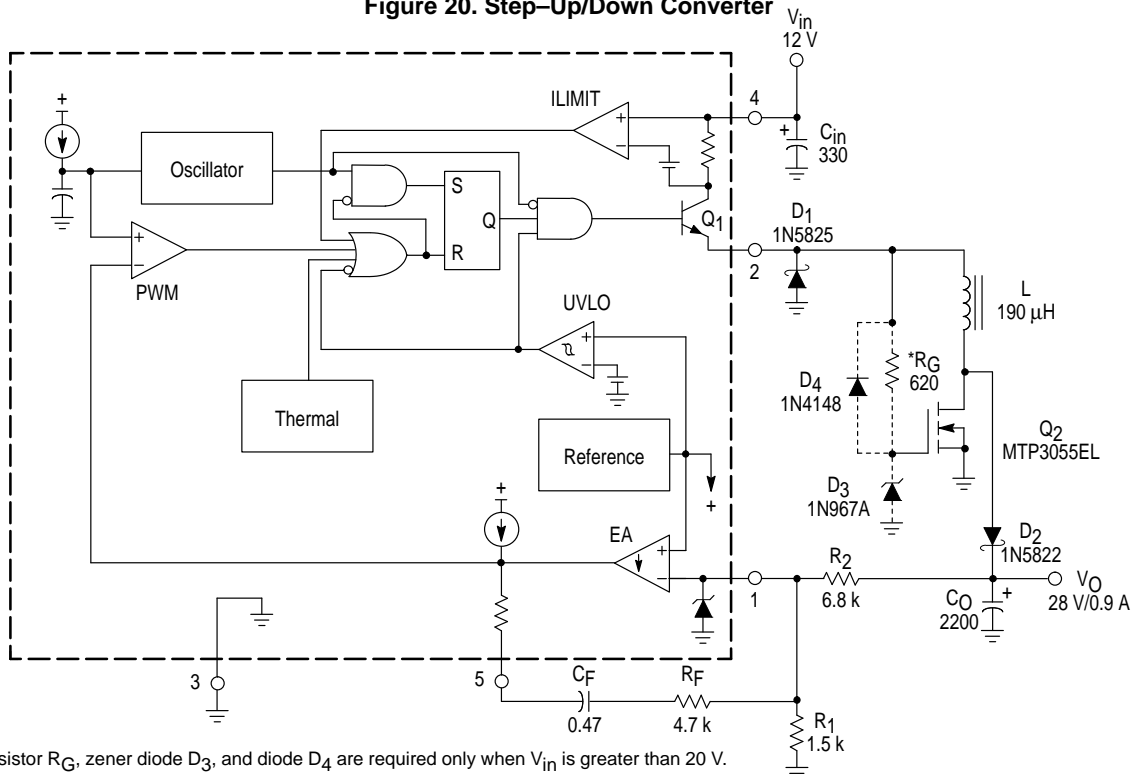 Figure 20. Step–Up/Down Converter
Vin
12 V
+
ILIMIT
+
–
4
+
Cin
330
Oscillator
S
Q
R
Q1
D1
1N5825
2
+
–
PWM
L
190 µH
UVLO
+
–
*RG
620
D4
1N4148
Thermal
Reference
+
Q2
MTP3055EL
D3
1N967A
+
EA
+
–
D2
1N5822
1
R2
6.8 k
VO
28 V/0.9 A
CO
2200
+
3
5
CF
0.47
RF
4.7 k
R1
1.5 k
sistor RG, zener diode D3, and diode D4 are required only when Vin is greater than 20 V.